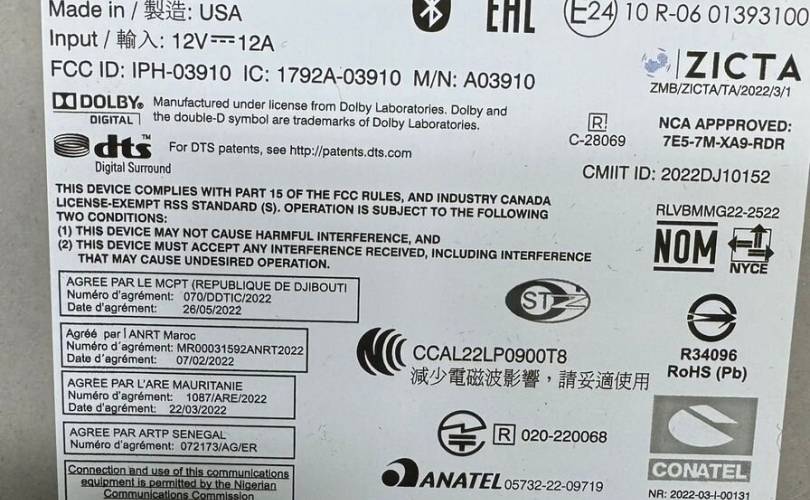 Made in / 製造: USA
Input / 輸入: 12V⎓12A
FCC ID: IPH-03910 IC: 1792A-03910 M/N: A03910
EHC
E24 10 R-06 01393100
ZICTA
ZMB/ZICTA/TA/2022/3/1
DOLBY®
DIGITAL
Manufactured under license from Dolby Laboratories. Dolby and
the double-D symbol are trademarks of Dolby Laboratories.
dts™
Digital Surround
For DTS patents, see http://patents.dts.com
R
C-28069
NCA APPPROVED:
7E5-7M-XA9-RDR
CMIIT ID: 2022DJ10152
THIS DEVICE COMPLIES WITH PART 15 OF THE FCC RULES, AND INDUSTRY CANADA
LICENSE-EXEMPT RSS STANDARD (S). OPERATION IS SUBJECT TO THE FOLLOWING
TWO CONDITIONS:
(1) THIS DEVICE MAY NOT CAUSE HARMFUL INTERFERENCE, AND
(2) THIS DEVICE MUST ACCEPT ANY INTERFERENCE RECEIVED, INCLUDING INTERFERENCE
THAT MAY CAUSE UNDESIRED OPERATION.
RLVBMMG22-2522
NOM
NYCE
AGREE PAR LE MCPT (REPUBLIQUE DE DJIBOUTI
Numéro d'agrément: 070/DDTIC/2022
Date d'agrément: 26/05/2022
Agréé par l ANRT Maroc
Numéro d´agrément: MR00031592ANRT2022
Date d´agrément: 07/02/2022
AGREE PAR L'ARE MAURITANIE
Numéro d'agrément: 1087/ARE/2022
Date d'agrément: 22/03/2022
AGREE PAR ARTP SENEGAL
Numéro d'agrément: 072173/AG/ER
Connection and use of this communications
equipment is permitted by the Nigerian
Communications Commission
CCAL22LP0900T8
減少電磁波影響，請妥適使用
R 020-220068
ANATEL 05732-22-09719
R34096
RoHS (Pb)
CONATEL
NR: 2022-03-I-00131